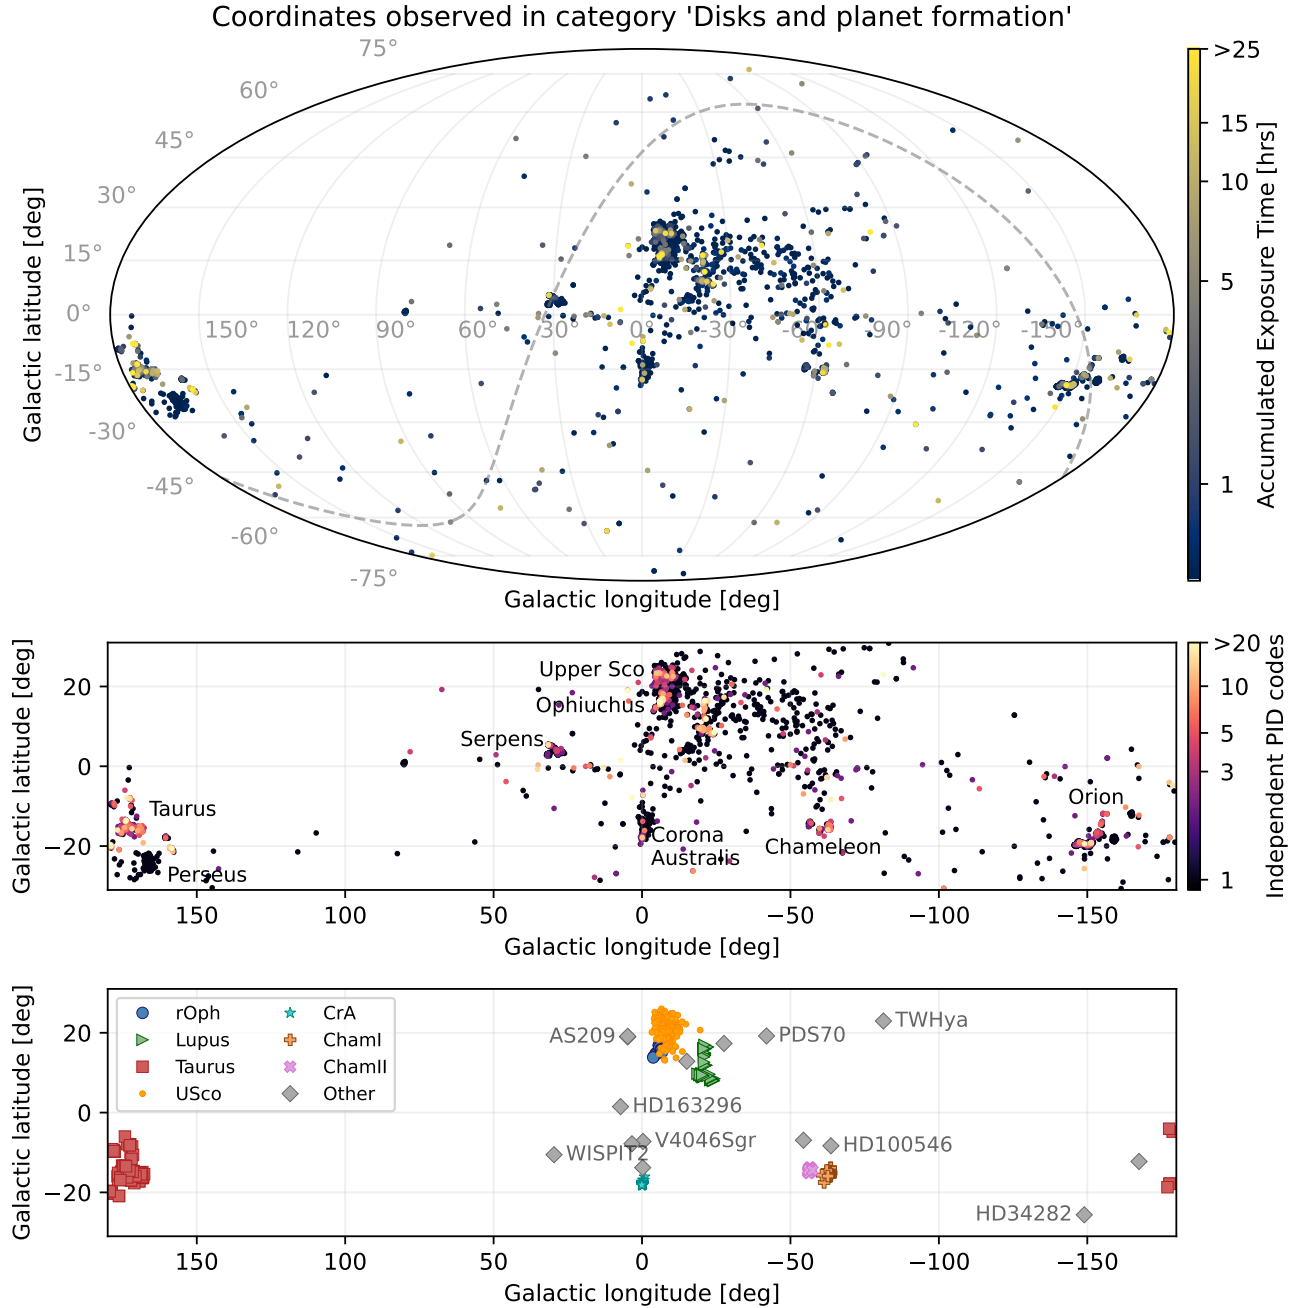 Coordinates observed in category 'Disks and planet formation'
75°
60°
45°
30°
15°
0°
-15°
-30°
-45°
-60°
-75°
150° 120° 90° 60° 30° 0° -30° -60° -90° -120° -150°
Galactic latitude [deg]
Galactic longitude [deg]
>25
15
10
5
1
Accumulated Exposure Time [hrs]
Upper Sco
Ophiuchus
Serpens
Taurus
Perseus
Corona
Australis
Chameleon
Orion
20
0
−20
150 100 50 0 −50 −100 −150
Galactic latitude [deg]
Galactic longitude [deg]
>20
10
5
3
1
Independent PID codes
rOph
Lupus
Taurus
USco
CrA
ChamI
ChamII
Other
AS209
PDS70
TWHya
HD163296
V4046Sgr
WISPIT2
HD100546
HD34282
20
0
−20
150 100 50 0 −50 −100 −150
Galactic latitude [deg]
Galactic longitude [deg]